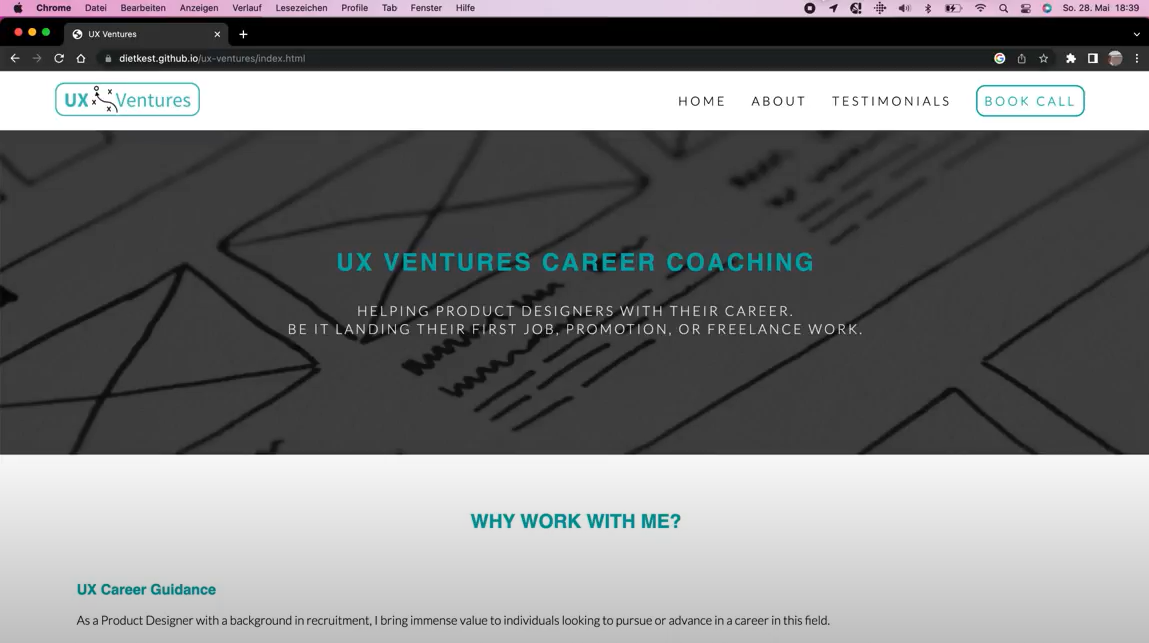 Chrome Datei Bearbeiten Anzeigen Verlauf Lesezeichen Profile Tab Fenster Hilfe So. 28. Mai 18:39
UX Ventures
dietkest.github.io/ux-ventures/index.html
UX Ventures
HOME ABOUT TESTIMONIALS BOOK CALL
UX VENTURES CAREER COACHING
HELPING PRODUCT DESIGNERS WITH THEIR CAREER.
BE IT LANDING THEIR FIRST JOB, PROMOTION, OR FREELANCE WORK.
WHY WORK WITH ME?
UX Career Guidance
As a Product Designer with a background in recruitment, I bring immense value to individuals looking to pursue or advance in a career in this field.